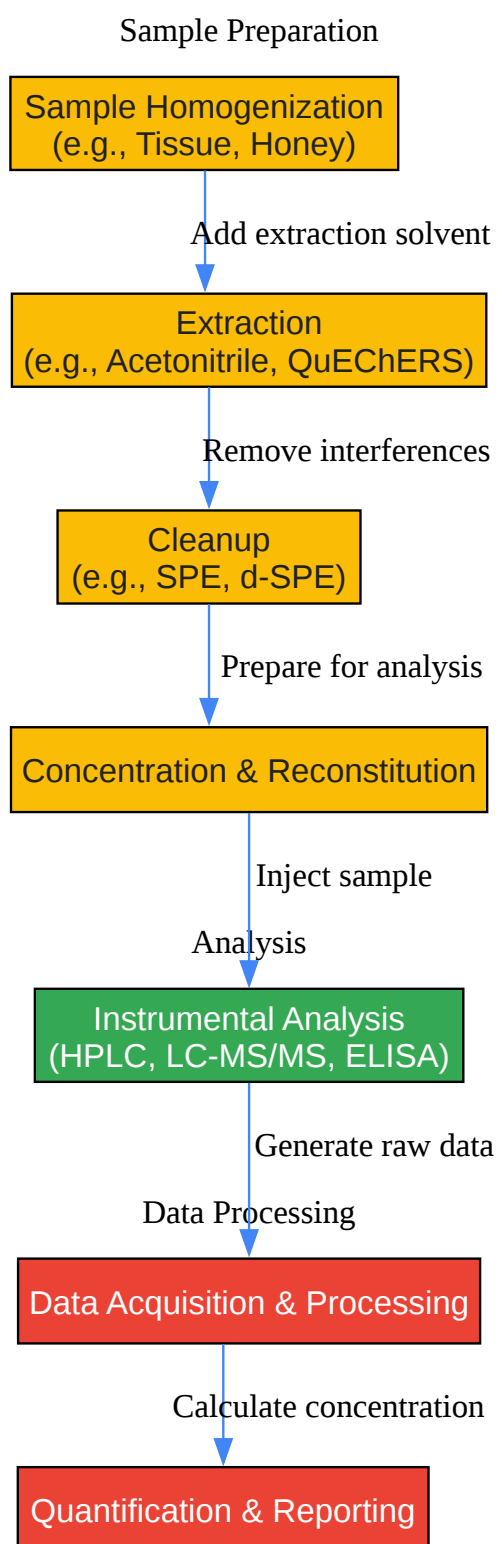 Sample Preparation
Sample Homogenization
(e.g., Tissue, Honey)
Add extraction solvent
Extraction
(e.g., Acetonitrile, QuEChERS)
Remove interferences
Cleanup
(e.g., SPE, d-SPE)
Prepare for analysis
Concentration & Reconstitution
Inject sample
Analysis
Instrumental Analysis
(HPLC, LC-MS/MS, ELISA)
Generate raw data
Data Processing
Data Acquisition & Processing
Calculate concentration
Quantification & Reporting